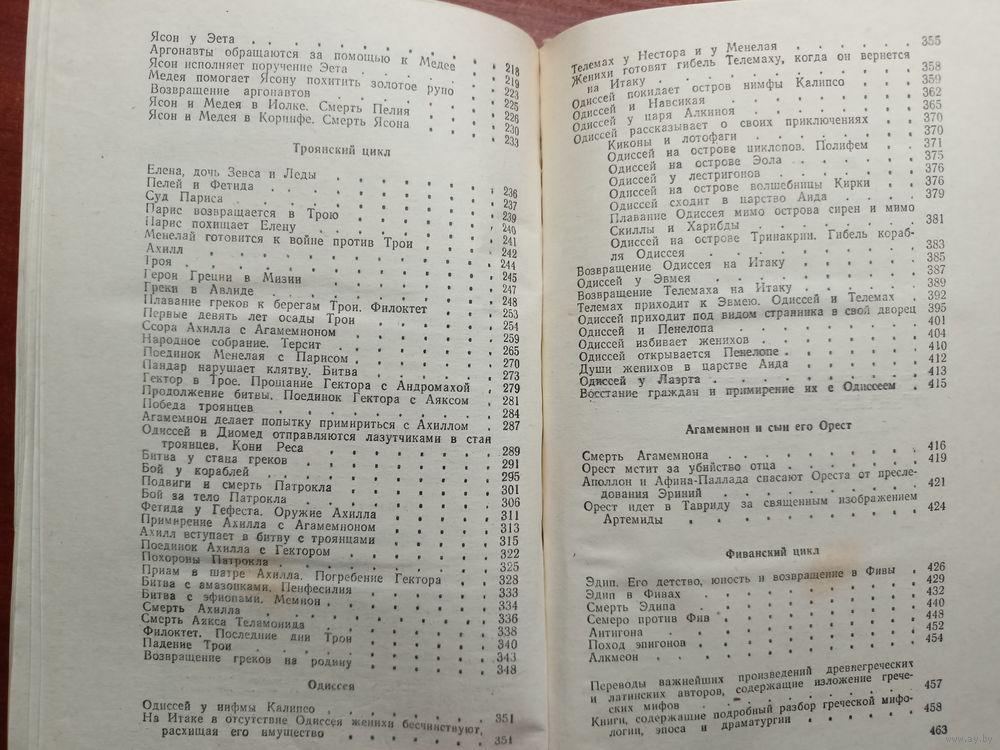 Ясон у Эета . . . . . . . . 218
Аргонавты обращаются за помощью к Медее . 219
Ясон исполняет поручение Эета . . . . 223
Медея помогает Ясону похитить золотое руно . . 225
Возвращение аргонавтов . . . . . 226
Ясон и Медея в Иолке. Смерть Пелия . . . 230
Ясон и Медея в Коринфе. Смерть Ясона . . . 233
Троянский цикл
Елена, дочь Зевса и Леды . . . . . 236
Пелей и Фетида . . . . . . . 237
Суд Париса . . . . . . . . 239
Парис возвращается в Трою . . . . . 240
Парис похищает Елену . . . . . . 241
Менелай готовится к войне против Трои . . . 242
Ахилл . . . . . . . . . 244
Троя . . . . . . . . . 245
Герои Греции в Мизии . . . . . . 247
Греки в Авлиде . . . . . . . 248
Плавание греков к берегам Трои. Филоктет . . 253
Первые девять лет осады Трои . . . . 254
Ссора Ахилла с Агамемноном . . . . . 259
Народное собрание. Терсит . . . . . 265
Поединок Менелая с Парисом . . . . . 270
Пандар нарушает клятву. Битва . . . . 273
Гектор в Трое. Прощание Гектора с Андромахой . 279
Продолжение битвы. Поединок Гектора с Аяксом . 281
Победа троянцев . . . . . . . 284
Агамемнон делает попытку примириться с Ахиллом . 287
Одиссей и Диомед отправляются лазутчиками в стан
троянцев. Кони Реса . . . . . . 289
Битва у стана греков . . . . . . 291
Бой у кораблей . . . . . . . 295
Подвиги и смерть Патрокла . . . . . 301
Бой за тело Патрокла . . . . . . 306
Фетида у Гефеста. Оружие Ахилла . . . . 311
Примирение Ахилла с Агамемноном . . . . 313
Ахилл вступает в битву с троянцами . . . . 315
Поединок Ахилла с Гектором . . . . . 322
Похороны Патрокла . . . . . . . 325
Приам в шатре Ахилла. Погребение Гектора . . 328
Битва с амазонками. Пенфесилия . . . . 333
Битва с эфиопами. Мемнон . . . . . 334
Смерть Ахилла . . . . . . . 336
Смерть Аякса Теламонида . . . . . 338
Филоктет. Последние дни Трои . . . . 340
Падение Трои . . . . . . . 343
Возвращение греков на родину . . . . 348
Одиссея
Одиссей у нимфы Калипсо . . . . . 351
На Итаке в отсутствие Одиссея женихи бесчинствуют,
расхищая его имущество . . . . . 351
Телемах у Нестора и у Менелая . . . . . 355
Женихи готовят гибель Телемаху, когда он вернется
на Итаку . . . . . . . . 358
Одиссей покидает остров нимфы Калипсо . . . 359
Одиссей и Навсикая . . . . . . 362
Одиссей у царя Алкиноя . . . . . 365
Одиссей рассказывает о своих приключениях . . 370
Киконы и лотофаги . . . . . . 370
Одиссей на острове циклопов. Полифем . . . 371
Одиссей на острове Эола . . . . . 375
Одиссей у лестригонов . . . . . 376
Одиссей на острове волшебницы Кирки . . . 376
Одиссей сходит в царство Аида . . . . 379
Плавание Одиссея мимо острова сирен и мимо
Скиллы и Харибды . . . . . . 381
Одиссей на острове Тринакрии. Гибель кораб-
ля Одиссея . . . . . . . 383
Возвращение Одиссея на Итаку . . . . . 385
Одиссей у Эвмея . . . . . . . 387
Возвращение Телемаха на Итаку . . . . 389
Телемах приходит к Эвмею. Одиссей и Телемах . 392
Одиссей приходит под видом странника в свой дворец 395
Одиссей и Пенелопа . . . . . . 401
Одиссей избивает женихов . . . . . 404
Одиссей открывается Пенелопе . . . . . 410
Души женихов в царстве Аида . . . . . 412
Одиссей у Лаэрта . . . . . . . 413
Восстание граждан и примирение их с Одиссеем . 415
Агамемнон и сын его Орест
Смерть Агамемнона . . . . . . 416
Орест мстит за убийство отца . . . . . 419
Аполлон и Афина-Паллада спасают Ореста от пресле-
дования Эриний . . . . . . . 421
Орест идет в Тавриду за священным изображением
Артемиды . . . . . . . . 424
Фиванский цикл
Эдип. Его детство, юность и возвращение в Фивы . 426
Эдип в Фивах . . . . . . . 429
Смерть Эдипа . . . . . . . 432
Семеро против Фив . . . . . . 440
Антигона . . . . . . . . 448
Поход эпигонов . . . . . . . 452
Алкмеон . . . . . . . . 454
Переводы важнейших произведений древнегреческих
и латинских авторов, содержащие изложение грече-
ских мифов . . . . . . . . 457
Книги, содержащие подробный разбор греческой мифо- 458
логии, эпоса и драматургии . . . . . 463
www.ay.by